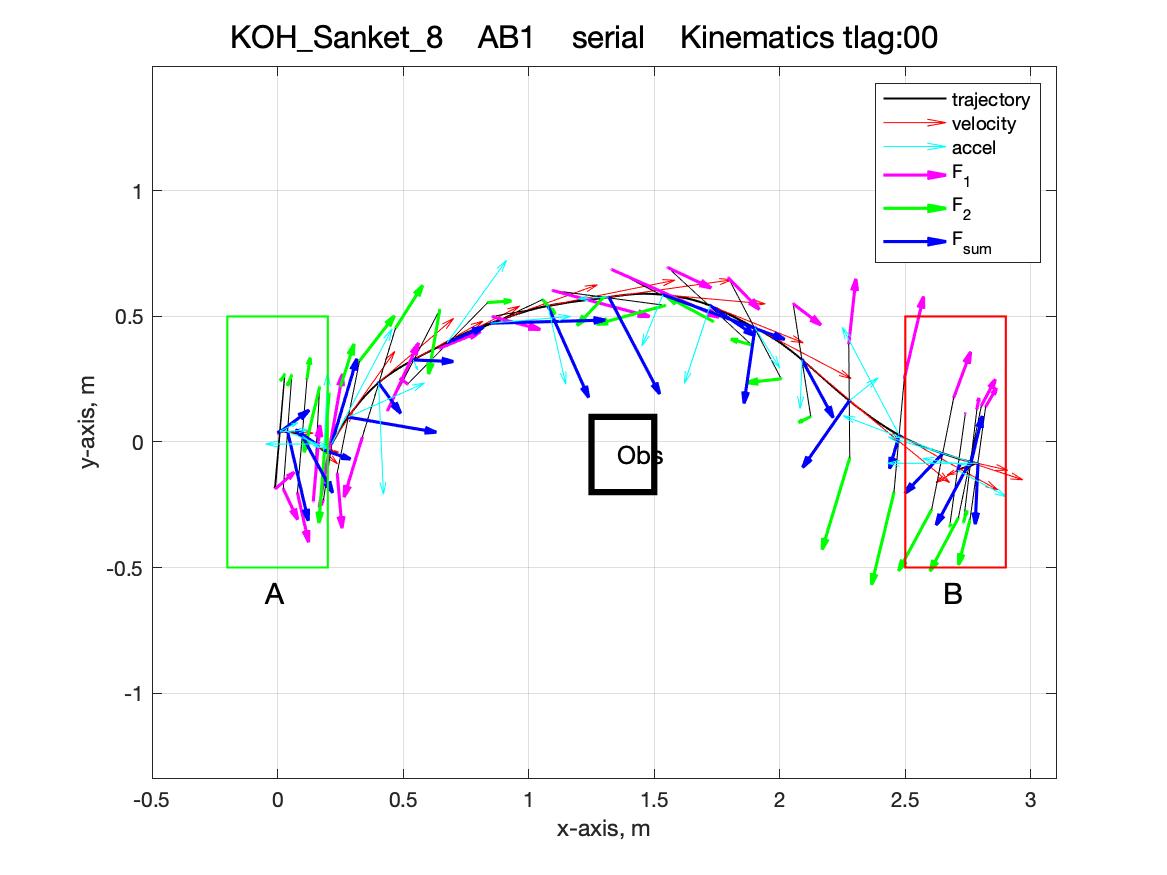 KOH_Sanket_8 AB1 serial Kinematics tlag:00
trajectory
velocity
accel
F1
F2
Fsum
1
0.5
0
-0.5
-1
y-axis, m
Obs
A
B
-0.5 0 0.5 1 1.5 2 2.5 3
x-axis, m